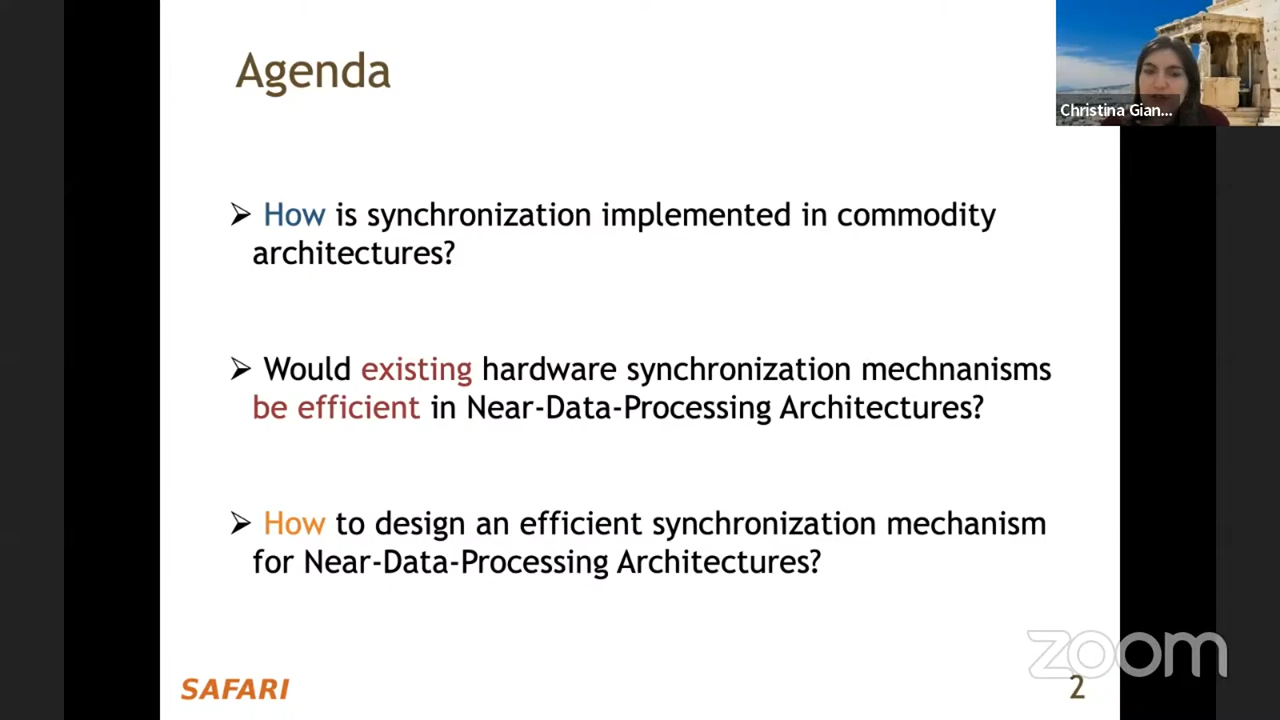 Agenda
Christina Gian...
➢ How is synchronization implemented in commodity
architectures?
➢ Would existing hardware synchronization mechnanisms
be efficient in Near-Data-Processing Architectures?
➢ How to design an efficient synchronization mechanism
for Near-Data-Processing Architectures?
zoom
SAFARI
2